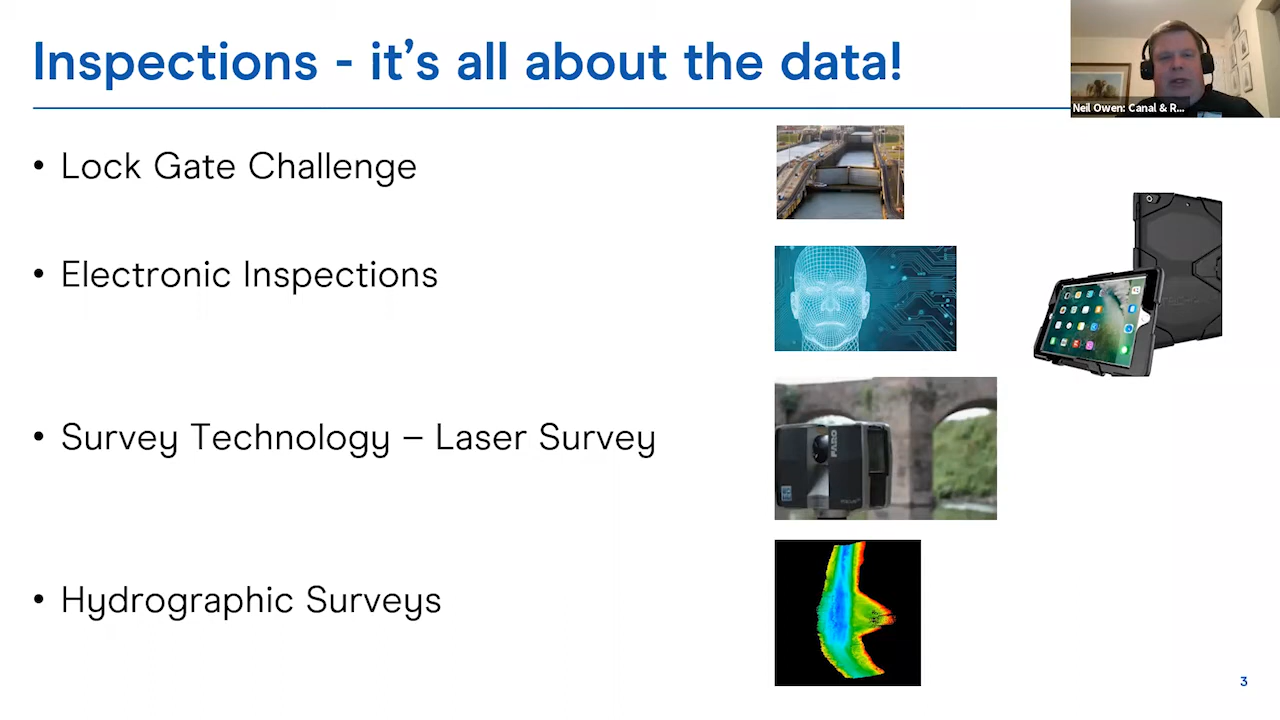 Inspections - it's all about the data!
Neil Owen: Canal & R...
• Lock Gate Challenge
• Electronic Inspections
• Survey Technology – Laser Survey
FARO
• Hydrographic Surveys
3